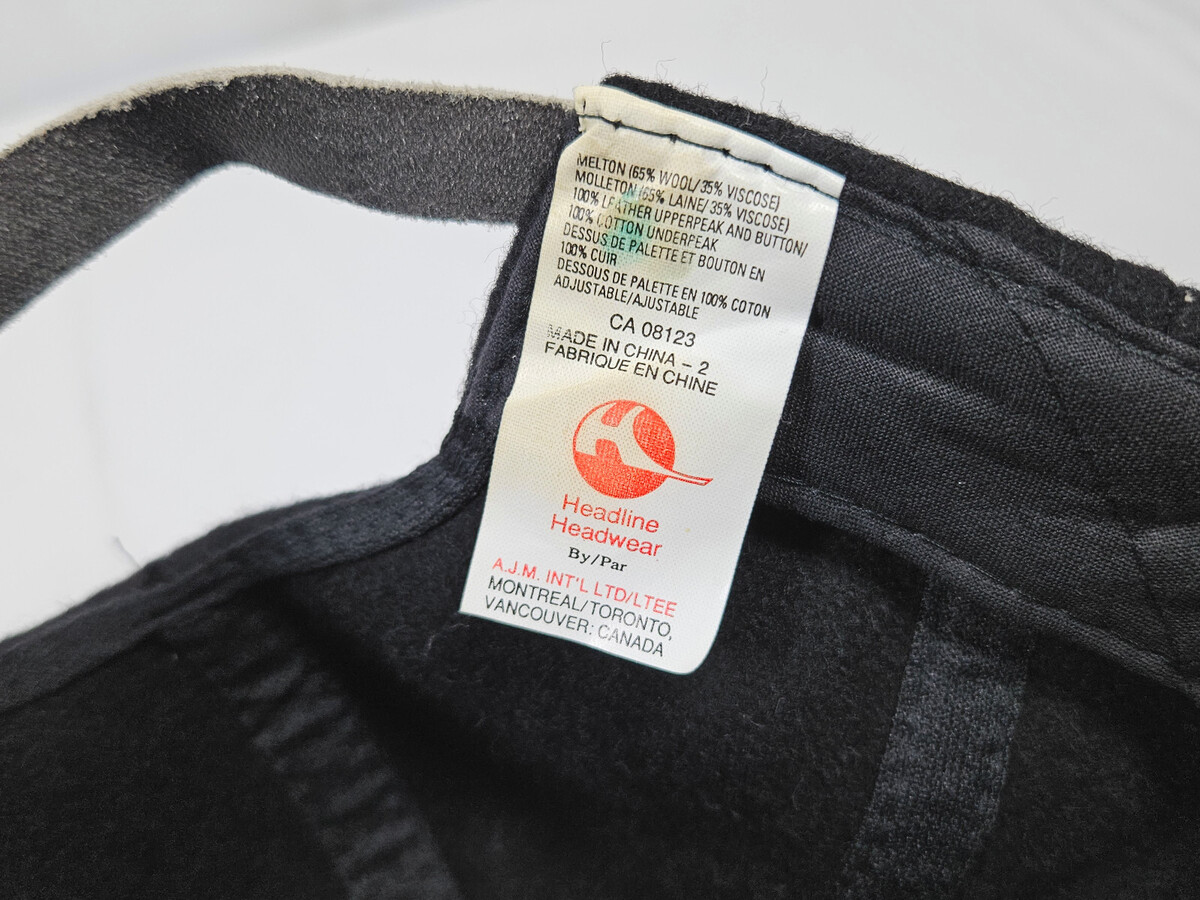 MELTON (65% WOOL/35% VISCOSE)
MOLLETON (65% LAINE/35% VISCOSE)
100% LEATHER UPPERPEAK AND BUTTON/
100% COTTON UNDERPEAK
DESSUS DE PALETTE ET BOUTON EN
100% CUIR
DESSOUS DE PALETTE EN 100% COTON
ADJUSTABLE/AJUSTABLE
CA 08123
MADE IN CHINA - 2
FABRIQUE EN CHINE
Headline
Headwear
By/Par
A.J.M. INT'L LTD/LTEE
MONTREAL/TORONTO,
VANCOUVER; CANADA